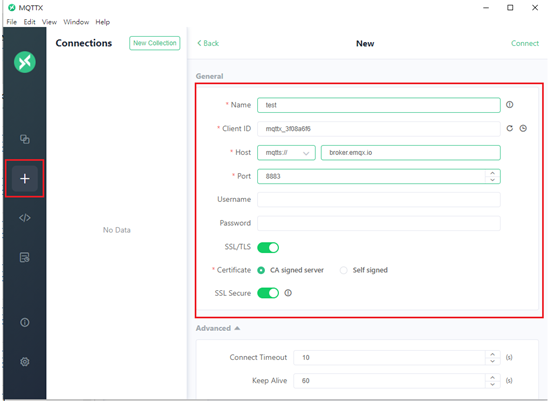 MQTTX
File Edit View Window Help
Connections
New Collection
Back
New
Connect
General
* Name test
* Client ID mqttx_3f08a6f6
* Host mqtts:// broker.emqx.io
* Port 8883
Username
Password
SSL/TLS
* Certificate CA signed server Self signed
SSL Secure
No Data
Advanced
Connect Timeout 10 (s)
Keep Alive 60 (s)